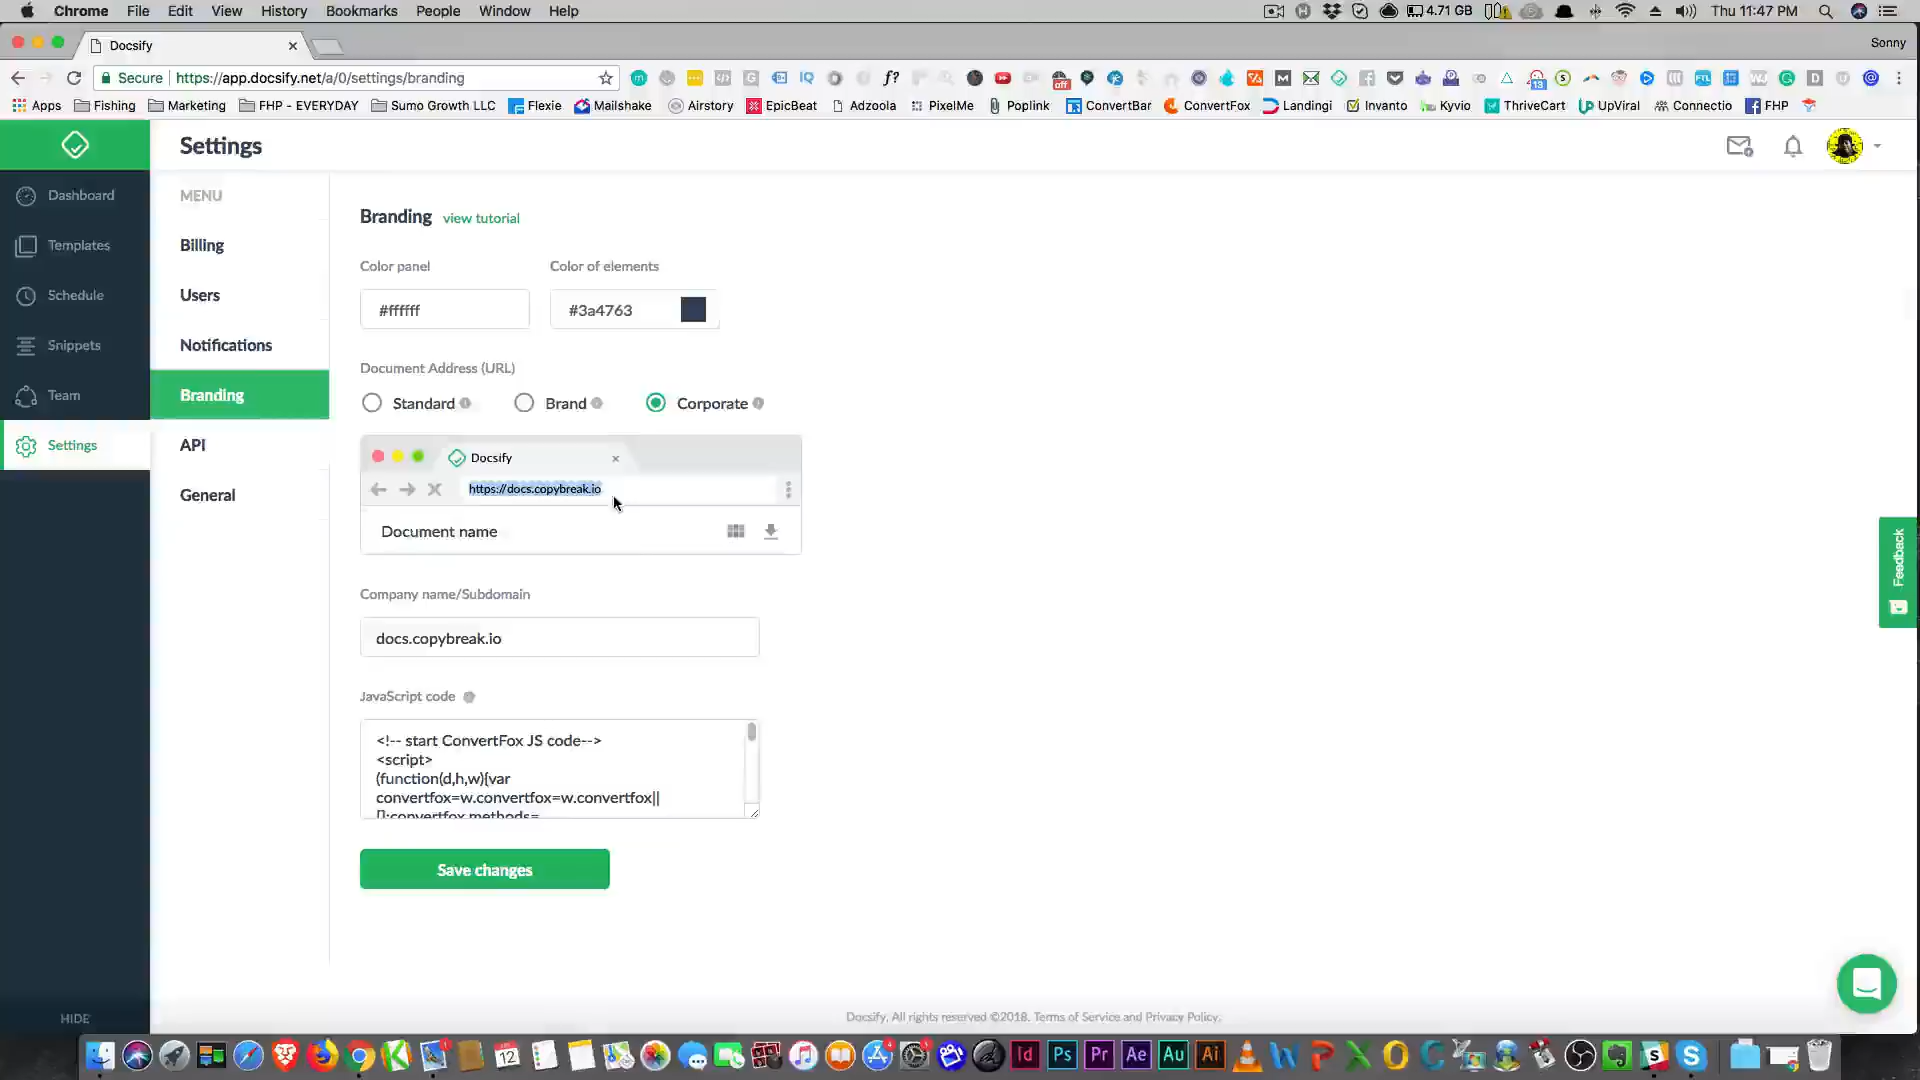 Chrome File Edit View History Bookmarks People Window Help 4.71 GB Thu 11:47 PM
Docsify Sonny
Secure https://app.docsify.net/a/0/settings/branding
Apps Fishing Marketing FHP - EVERYDAY Sumo Growth LLC Flexie Mailshake Airstory EpicBeat Adzoola PixelMe Poplink ConvertBar ConvertFox Landingi Invanto Kyvio ThriveCart UpViral Connectio FHP
Settings
Dashboard
Templates
Schedule
Snippets
Team
Settings
HIDE
MENU
Billing
Users
Notifications
Branding
API
General
Branding view tutorial
Color panel Color of elements
#ffffff #3a4763
Document Address (URL)
Standard Brand Corporate
Docsify
https://docs.copybreak.io
Document name
Company name/Subdomain
docs.copybreak.io
JavaScript code
<!-- start ConvertFox JS code-->
<script>
(function(d,h,w){var
convertfox=w.convertfox=w.convertfox||
[];convertfox.methods=
Save changes
Feedback
Docsify, All rights reserved ©2018. Terms of Service and Privacy Policy.